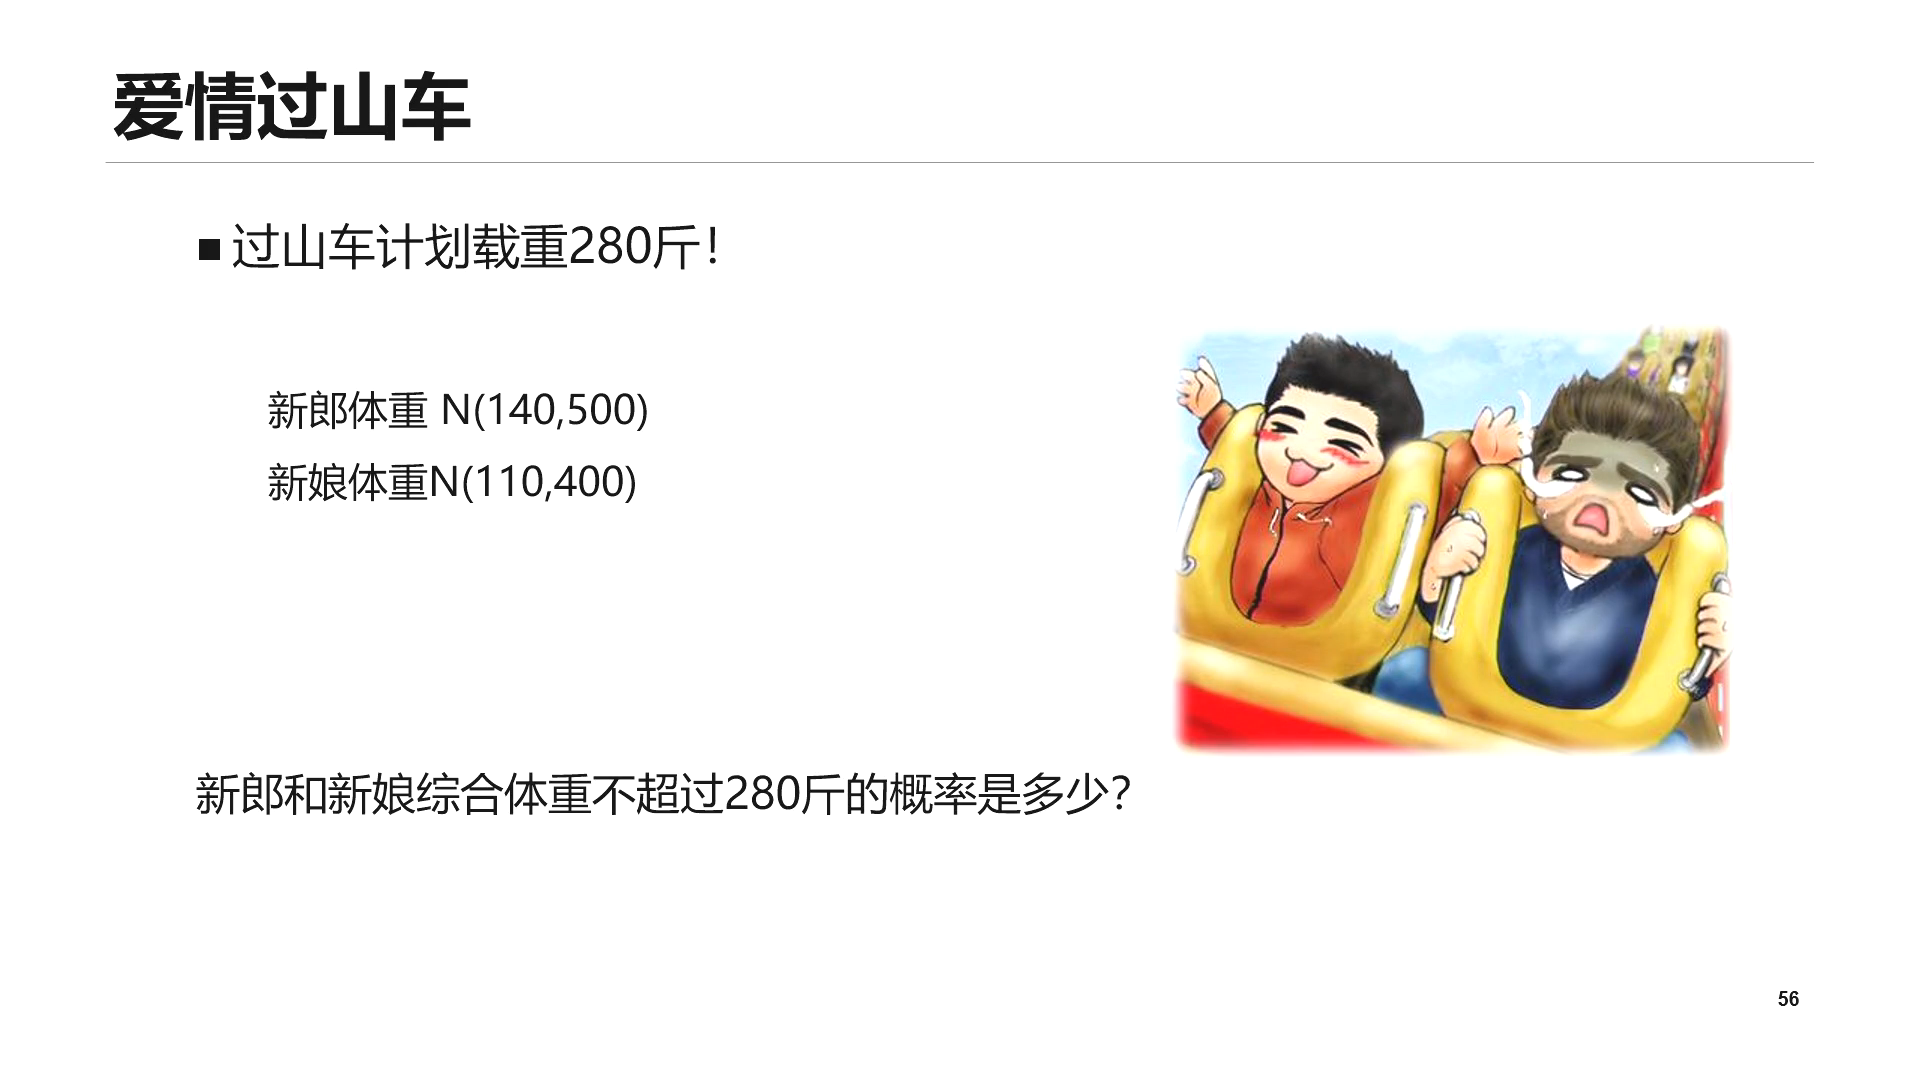 爱情过山车
■过山车计划载重280斤！
新郎体重 N(140,500)
新娘体重N(110,400)
新郎和新娘综合体重不超过280斤的概率是多少？
56